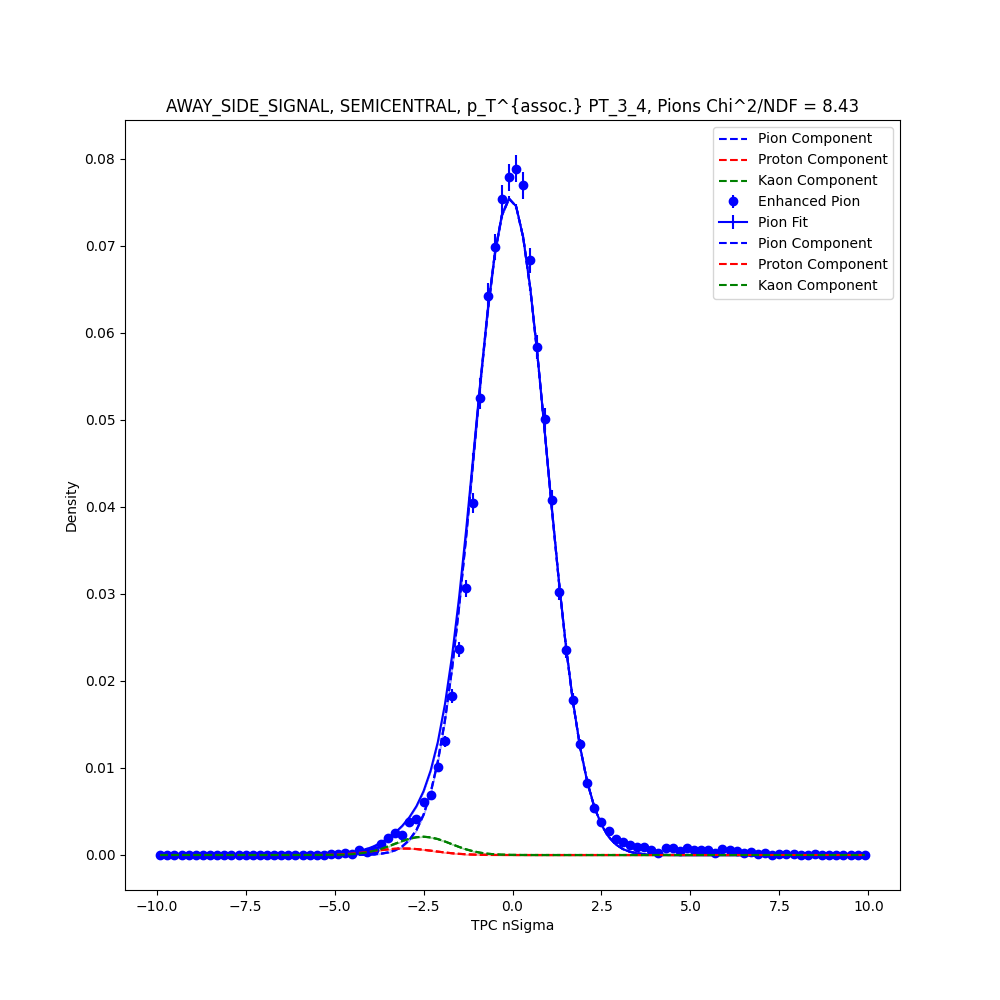 AWAY_SIDE_SIGNAL, SEMICENTRAL, p_T^{assoc.} PT_3_4, Pions Chi^2/NDF = 8.43
Pion Component
Proton Component
Kaon Component
Enhanced Pion
Pion Fit
Pion Component
Proton Component
Kaon Component
0.08
0.07
0.06
0.05
0.04
0.03
0.02
0.01
0.00
Density
−10.0 −7.5 −5.0 −2.5 0.0 2.5 5.0 7.5 10.0
TPC nSigma